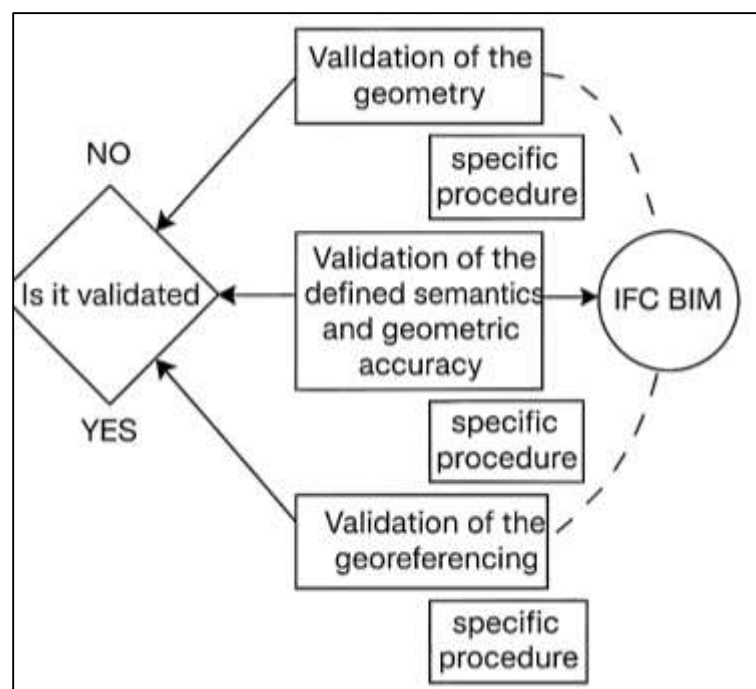 Valldation of the
geometry
NO
specific
procedure
Is it validated
Validation of the
defined semantics
and geometric
accuracy
IFC BIM
YES
specific
procedure
Validation of the
georeferencing
specific
procedure